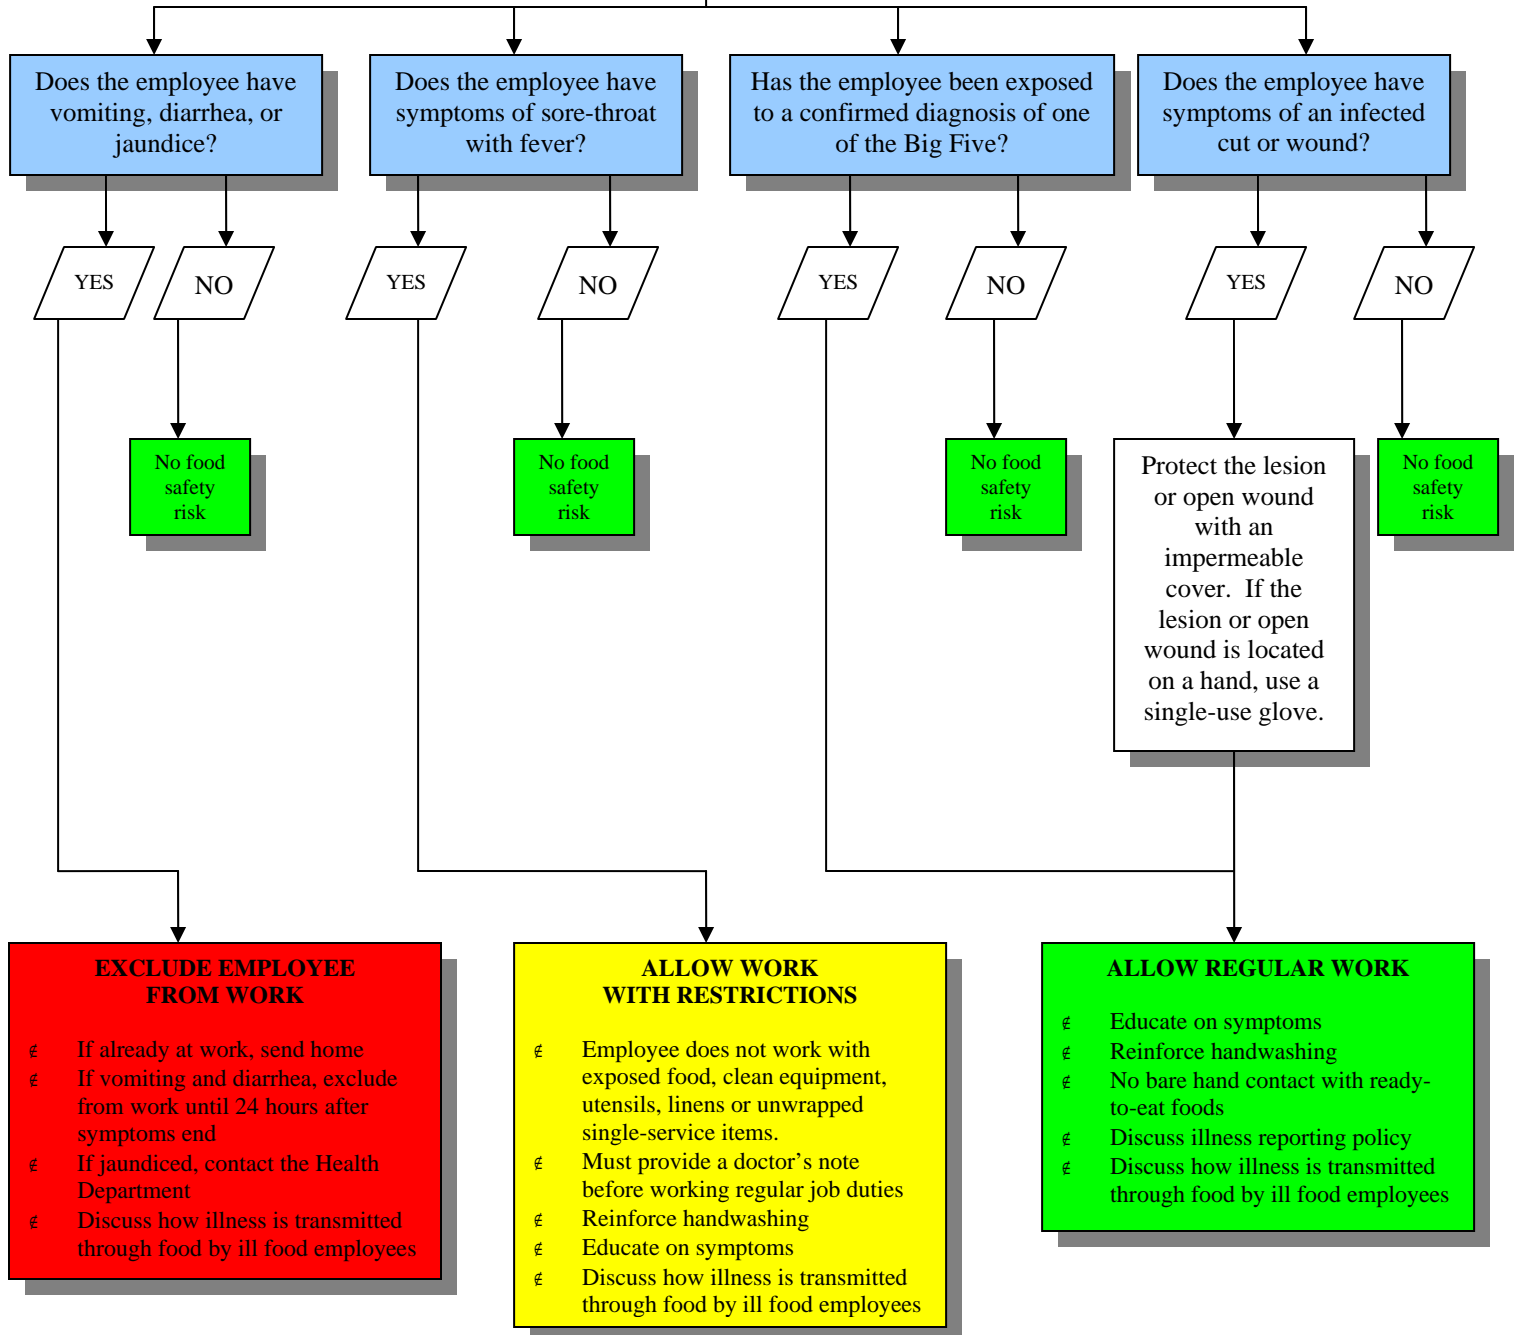 Does the employee have
vomiting, diarrhea, or
jaundice?
Does the employee have
symptoms of sore-throat
with fever?
Has the employee been exposed
to a confirmed diagnosis of one
of the Big Five?
Does the employee have
symptoms of an infected
cut or wound?
YES
NO
YES
NO
YES
NO
YES
NO
No food
safety
risk
No food
safety
risk
No food
safety
risk
Protect the lesion
or open wound
with an
impermeable
cover.  If the
lesion or open
wound is located
on a hand, use a
single-use glove.
No food
safety
risk
EXCLUDE EMPLOYEE
FROM WORK
∉ If already at work, send home
∉ If vomiting and diarrhea, exclude
from work until 24 hours after
symptoms end
∉ If jaundiced, contact the Health
Department
∉ Discuss how illness is transmitted
through food by ill food employees
ALLOW WORK
WITH RESTRICTIONS
∉ Employee does not work with
exposed food, clean equipment,
utensils, linens or unwrapped
single-service items.
∉ Must provide a doctor’s note
before working regular job duties
∉ Reinforce handwashing
∉ Educate on symptoms
∉ Discuss how illness is transmitted
through food by ill food employees
ALLOW REGULAR WORK
∉ Educate on symptoms
∉ Reinforce handwashing
∉ No bare hand contact with ready-
to-eat foods
∉ Discuss illness reporting policy
∉ Discuss how illness is transmitted
through food by ill food employees